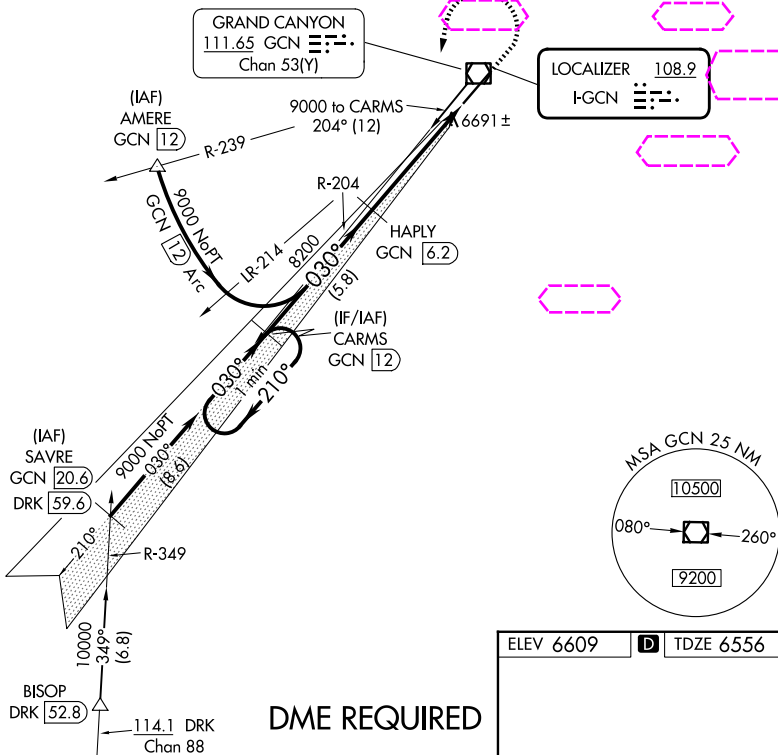 GRAND CANYON
111.65 GCN
Chan 53(Y)
LOCALIZER 108.9
I-GCN
(IAF)
AMERE
GCN 12
R-239
9000 to CARMS
204° (12)
6691 ±
R-204
9000 NoPT
GCN 12 Arc
LR-214
8200
HAPLY
GCN 6.2
030°
(5.8)
(IF/IAF)
CARMS
GCN 12
030°
1 min
210°
(IAF)
SAVRE
GCN 20.6
DRK 59.6
9000 NoPT
030°
(8.6)
210°
R-349
10000
349°
(6.8)
BISOP
DRK 52.8
114.1 DRK
Chan 88
DME REQUIRED
MSA GCN 25 NM
10500
080°
260°
9200
ELEV 6609 D TDZE 6556